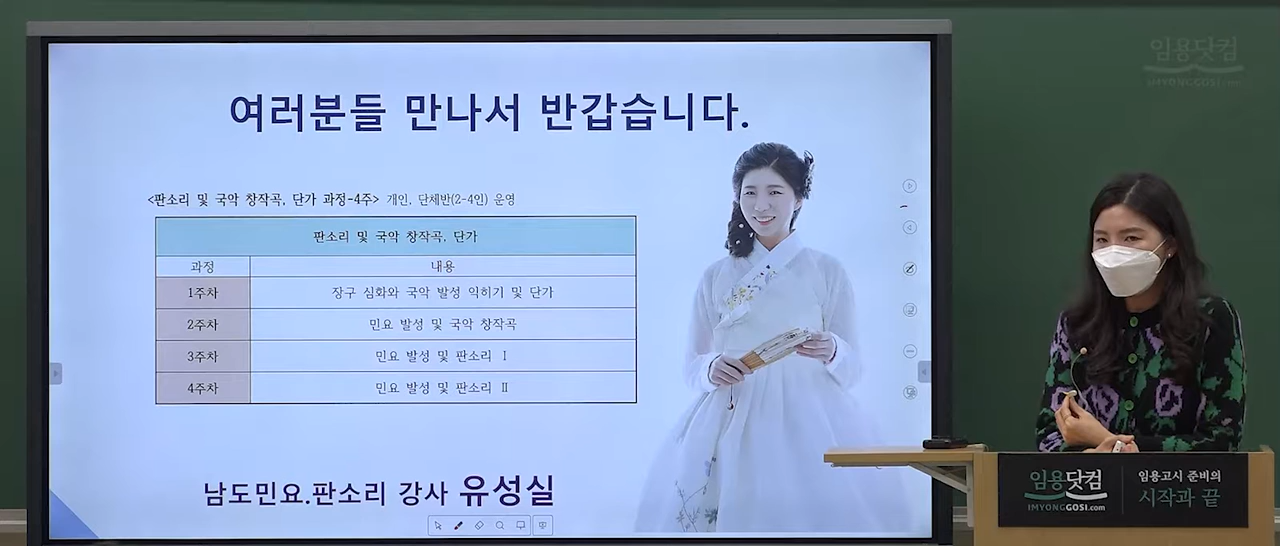 여러분들 만나서 반갑습니다.
<판소리 및 국악 창작곡, 단가 과정-4주> 개인, 단체반(2-4인) 운영
판소리 및 국악 창작곡, 단가
과정 내용
1주차 장구 심화와 국악 발성 익히기 및 단가
2주차 민요 발성 및 국악 창작곡
3주차 민요 발성 및 판소리 Ⅰ
4주차 민요 발성 및 판소리 Ⅱ
남도민요.판소리 강사 유성실
임용닷컴
IMYONGGOSI.com
임용닷컴
IMYONGGOSI.com
임용고시 준비의
시작과 끝